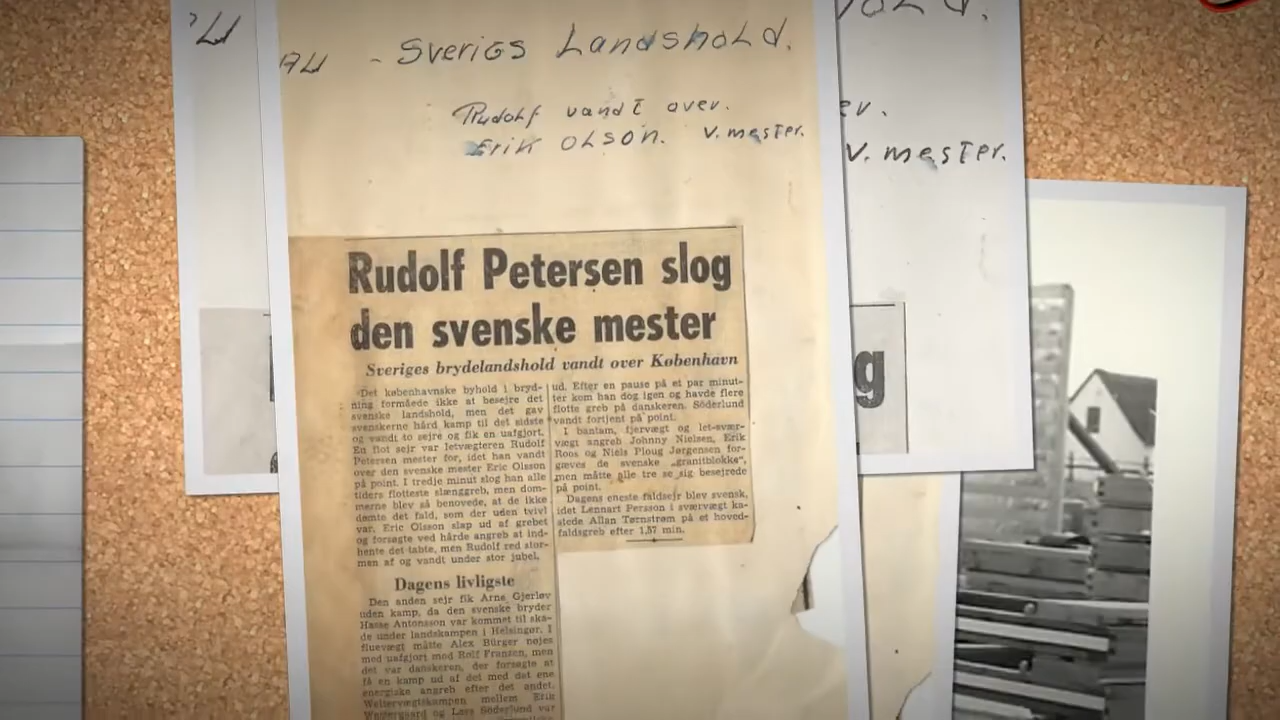 - Sverigs Landshold.
Rudolf vandt over.
Erik Olson. V. mester.
er.
V. mester.
Rudolf Petersen slog
den svenske mester
Sveriges brydelandshold vandt over København
Det københavnske byhold i bryd-
ning formåede ikke at besejre det
svenske landshold, men det gav
svenskerne hård kamp til det sidste
og vandt to sejre og fik en uafgjort.
En flot sejr var letvægteren Rudolf
Petersen mester for, idet han vandt
over den svenske mester Eric Olsson
på point. I tredje minut slog han alle
tiders flotteste slænggreb, men dom-
merne blev så benovede, at de ikke
dømte det fald, som der uden tvivl
var. Eric Olsson slap ud af grebet
og forsøgte ved hårde angreb at ind-
hente det tabte, men Rudolf red stor-
men af og vandt under stor jubel.
Dagens livligste
Den anden sejr fik Arne Gjerløv
uden kamp, da den svenske bryder
Hasse Antonsson var kommet til ska-
de under landskampen i Helsingør. I
fluevægt måtte Alex Bürger nøjes
med uafgjort mod Rolf Franzen, men
det var danskeren, der forsøgte at
få en kamp ud af det med det ene
energiske angreb efter det andet.
Weltervægtskampen mellem Erik
Westergaard og Lars Söderlund var
ud. Efter en pause på et par minut-
ter kom han dog igen og havde flere
flotte greb på danskeren. Söderlund
vandt fortjent på point.
I bantam, fjervægt og let-svær-
vægt angreb Johnny Nielsen, Erik
Roos og Niels Ploug Jørgensen for-
gæves de svenske „granitblokke",
men måtte alle tre se sig besejrede
på point.
Dagens eneste faldsejr blev svensk,
idet Lennart Persson i sværvægt ka-
stede Allan Tørnstrøm på et hoved-
faldsgreb efter 1,57 min.
g